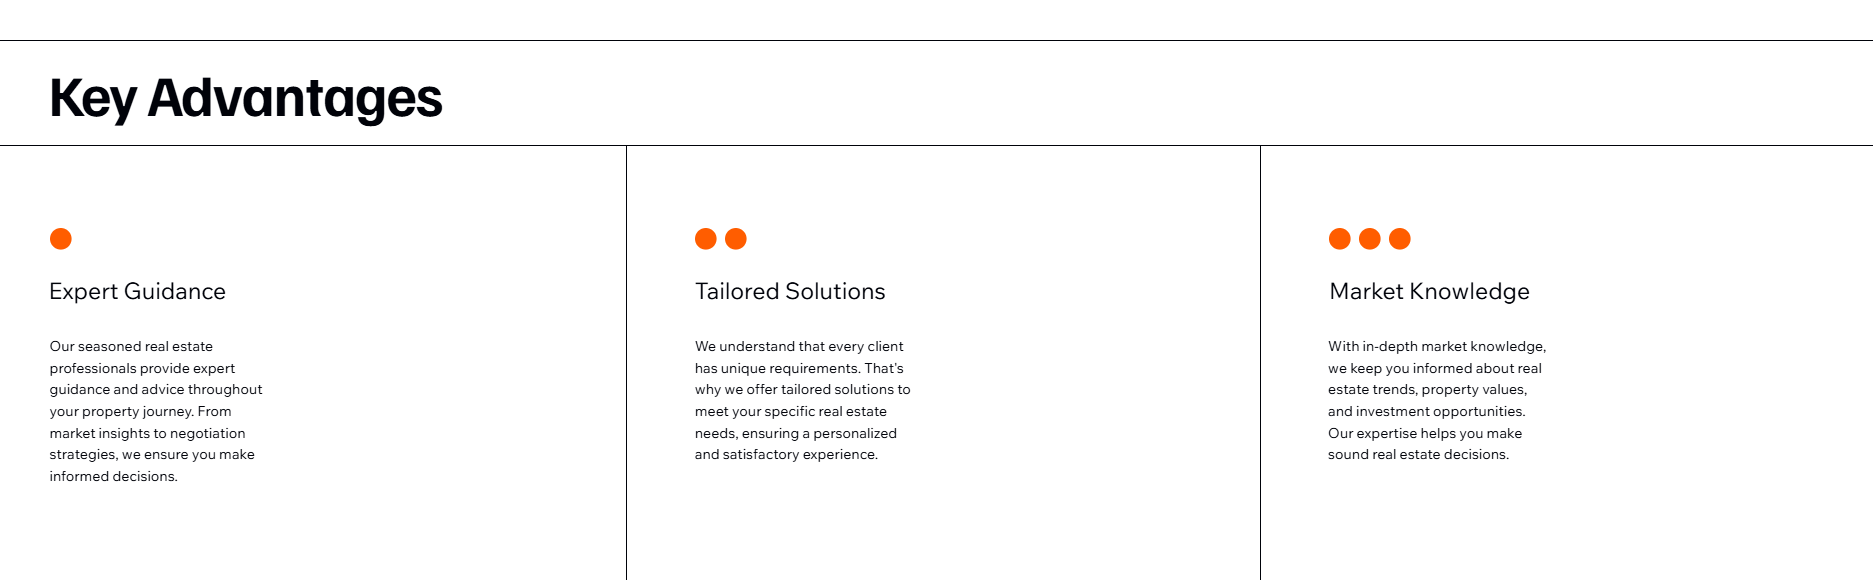 Key Advantages
Expert Guidance
Our seasoned real estate
professionals provide expert
guidance and advice throughout
your property journey. From
market insights to negotiation
strategies, we ensure you make
informed decisions.
Tailored Solutions
We understand that every client
has unique requirements. That's
why we offer tailored solutions to
meet your specific real estate
needs, ensuring a personalized
and satisfactory experience.
Market Knowledge
With in-depth market knowledge,
we keep you informed about real
estate trends, property values,
and investment opportunities.
Our expertise helps you make
sound real estate decisions.